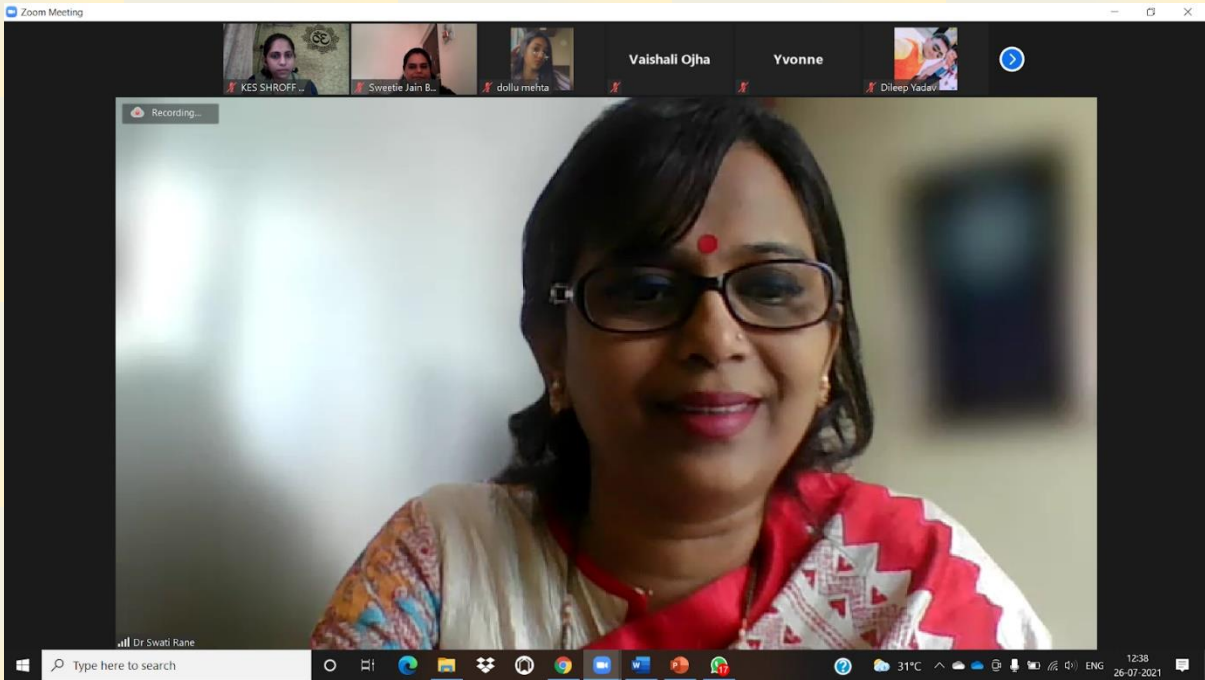 Zoom Meeting
KES SHROFF ...
Sweetie Jain B...
dollu mehta
Vaishali Ojha
Yvonne
Dileep Yadav
Recording...
Dr Swati Rane
Type here to search
17
31°C
ENG
12:38
26-07-2021